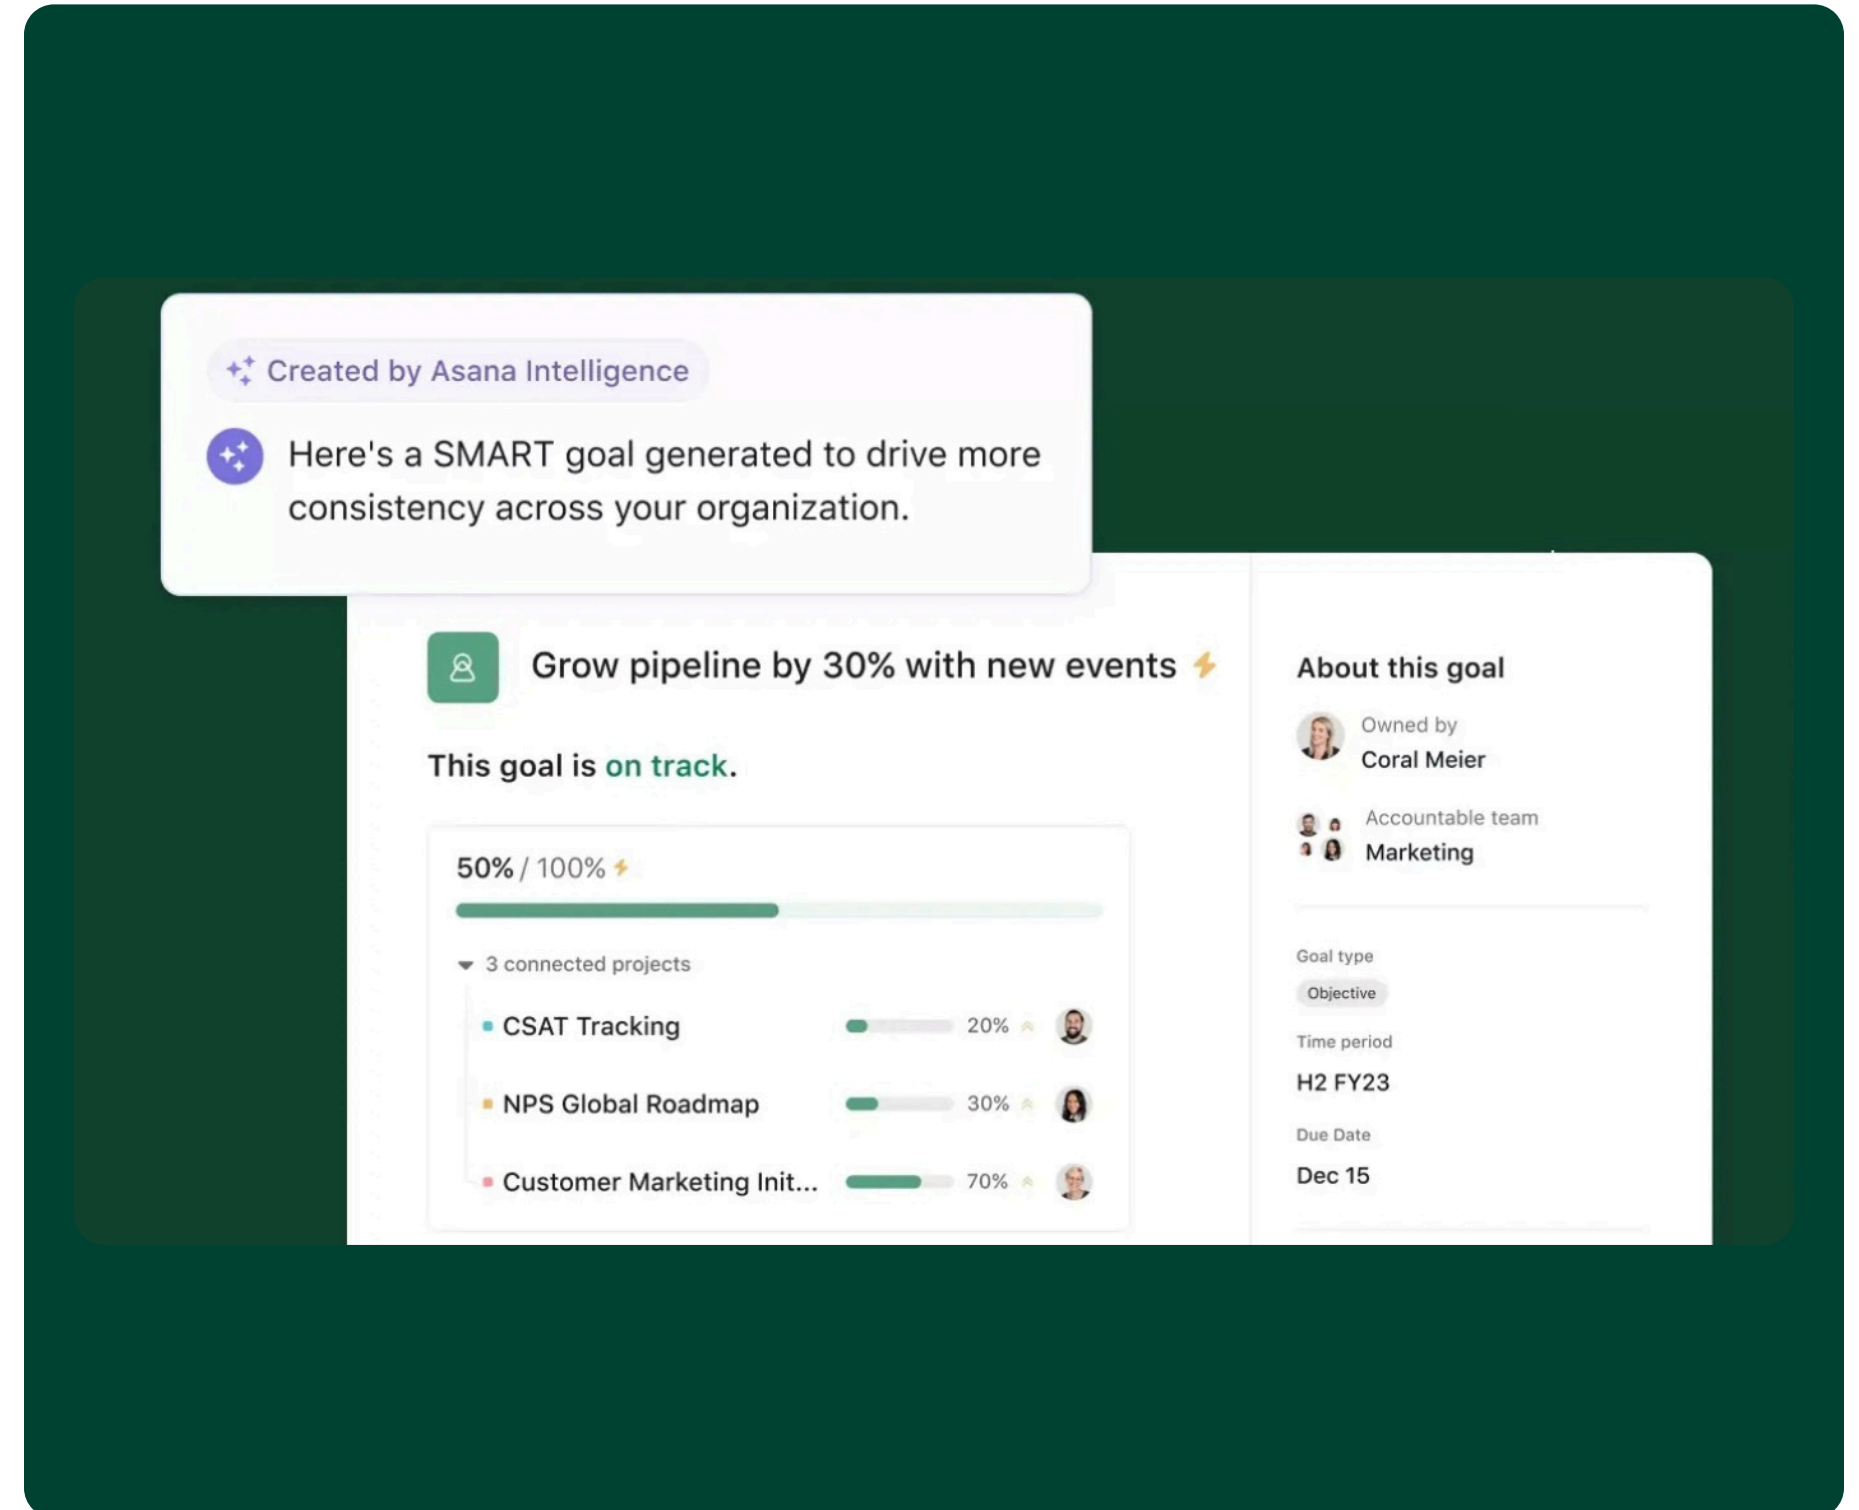 Created by Asana Intelligence
Here's a SMART goal generated to drive more
consistency across your organization.
Grow pipeline by 30% with new events
This goal is on track.
50% / 100%
3 connected projects
CSAT Tracking 20%
NPS Global Roadmap 30%
Customer Marketing Init... 70%
About this goal
Owned by
Coral Meier
Accountable team
Marketing
Goal type
Objective
Time period
H2 FY23
Due Date
Dec 15